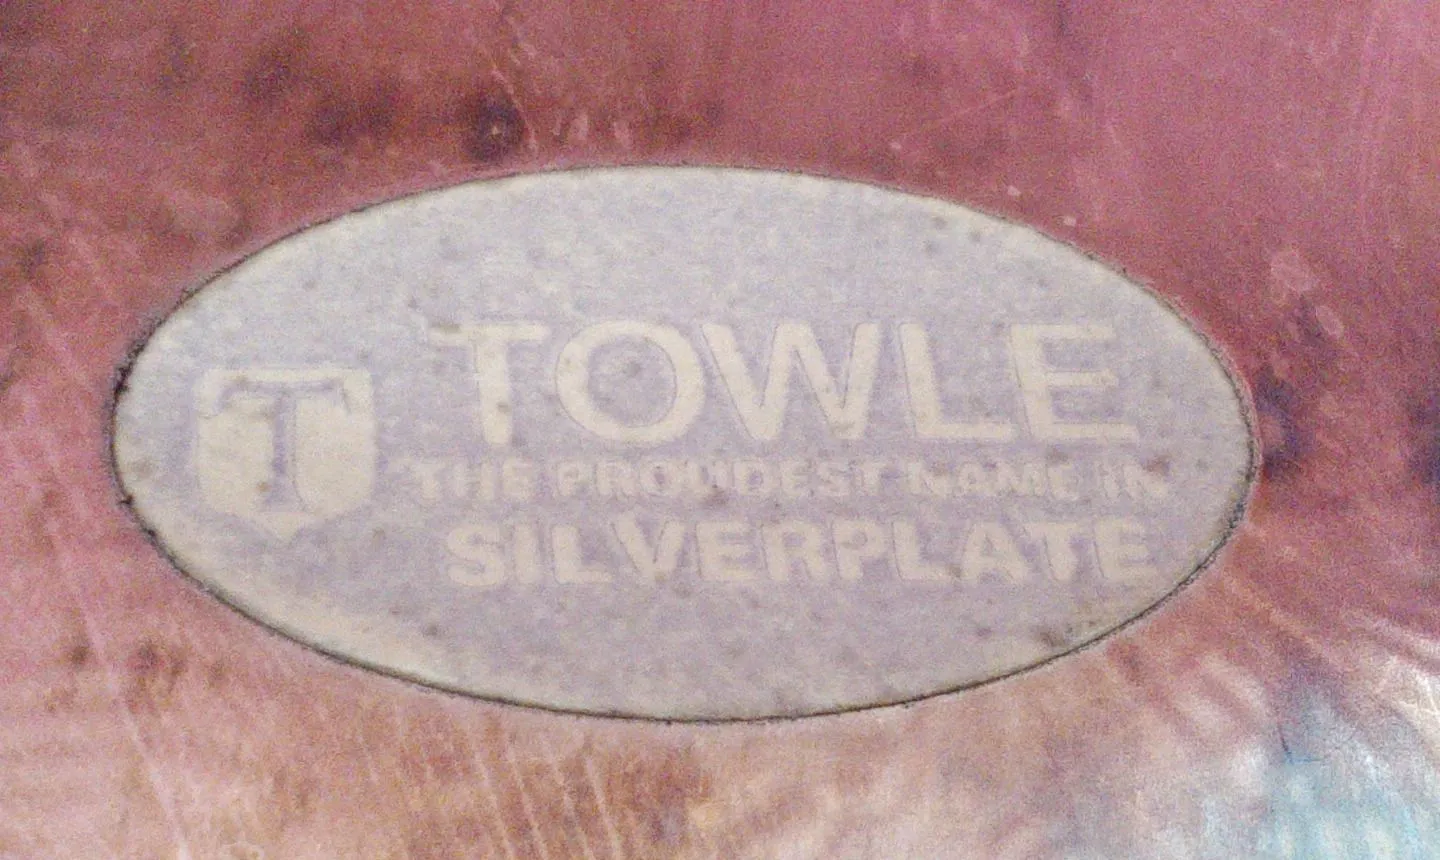 T
TOWLE
THE PROUDEST NAME IN
SILVERPLATE